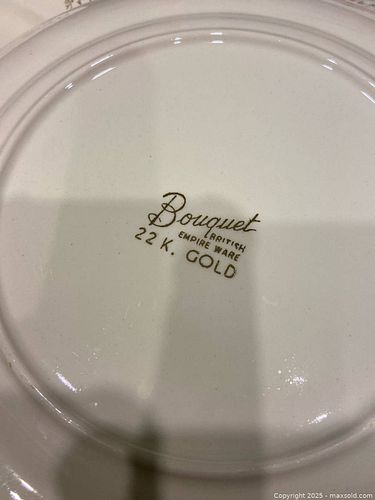 Bouquet
BRITISH
EMPIRE WARE
22 K. GOLD
Copyright 2025 - maxsold.com